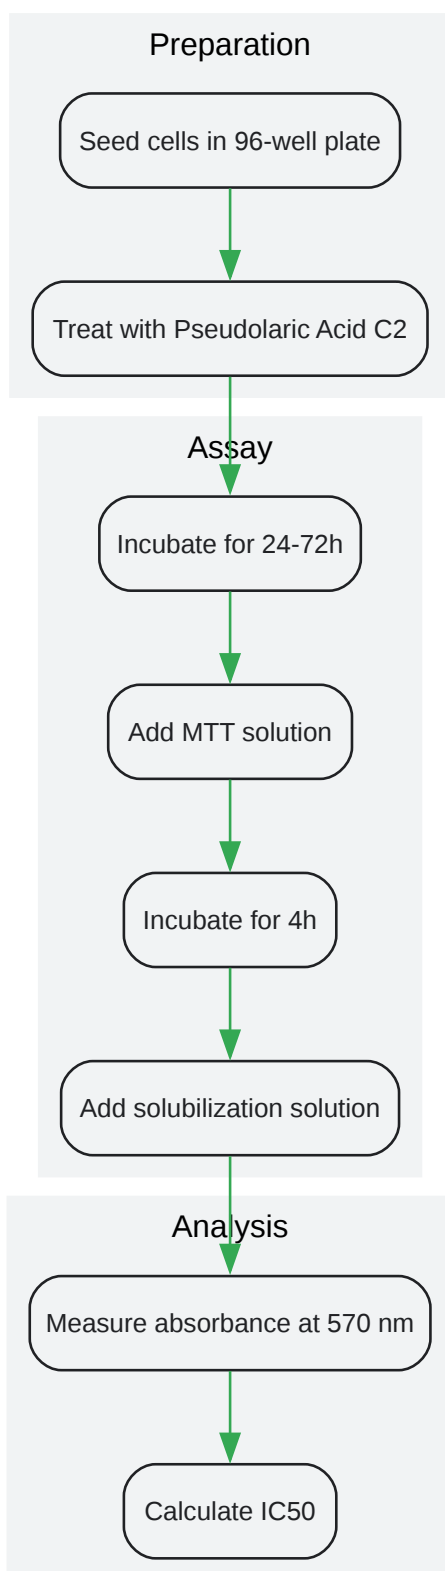 Preparation
Seed cells in 96-well plate
Treat with Pseudolaric Acid C2
Assay
Incubate for 24-72h
Add MTT solution
Incubate for 4h
Add solubilization solution
Analysis
Measure absorbance at 570 nm
Calculate IC50